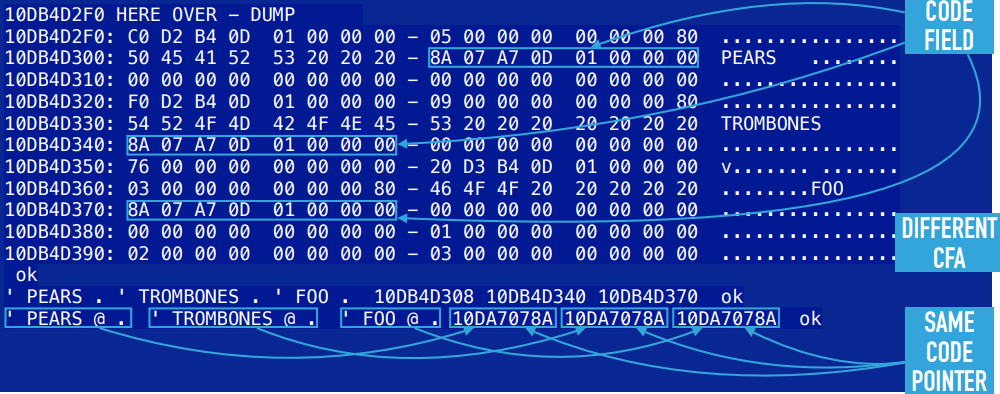 10DB4D2F0 HERE OVER – DUMP
10DB4D2F0: C0 D2 B4 0D 01 00 00 00 – 05 00 00 00 00 00 00 80 ................
10DB4D300: 50 45 41 52 53 20 20 20 – 8A 07 A7 0D 01 00 00 00 PEARS   ........
10DB4D310: 00 00 00 00 00 00 00 00 – 00 00 00 00 00 00 00 00 ................
10DB4D320: F0 D2 B4 0D 01 00 00 00 – 09 00 00 00 00 00 00 80 ................
10DB4D330: 54 52 4F 4D 42 4F 4E 45 – 53 20 20 20 20 20 20 20 TROMBONES
10DB4D340: 8A 07 A7 0D 01 00 00 00 – 00 00 00 00 00 00 00 00 ................
10DB4D350: 76 00 00 00 00 00 00 00 – 20 D3 B4 0D 01 00 00 00 v....... .......
10DB4D360: 03 00 00 00 00 00 00 80 – 46 4F 4F 20 20 20 20 20 ........FOO
10DB4D370: 8A 07 A7 0D 01 00 00 00 – 00 00 00 00 00 00 00 00 ................
10DB4D380: 00 00 00 00 00 00 00 00 – 01 00 00 00 00 00 00 00 ................
10DB4D390: 02 00 00 00 00 00 00 00 – 03 00 00 00 00 00 00 00 ................
ok
' PEARS . ' TROMBONES . ' FOO . 10DB4D308 10DB4D340 10DB4D370 ok
' PEARS @ . ' TROMBONES @ . ' FOO @ . 10DA7078A 10DA7078A 10DA7078A ok
CODE
FIELD
DIFFERENT
CFA
SAME
CODE
POINTER